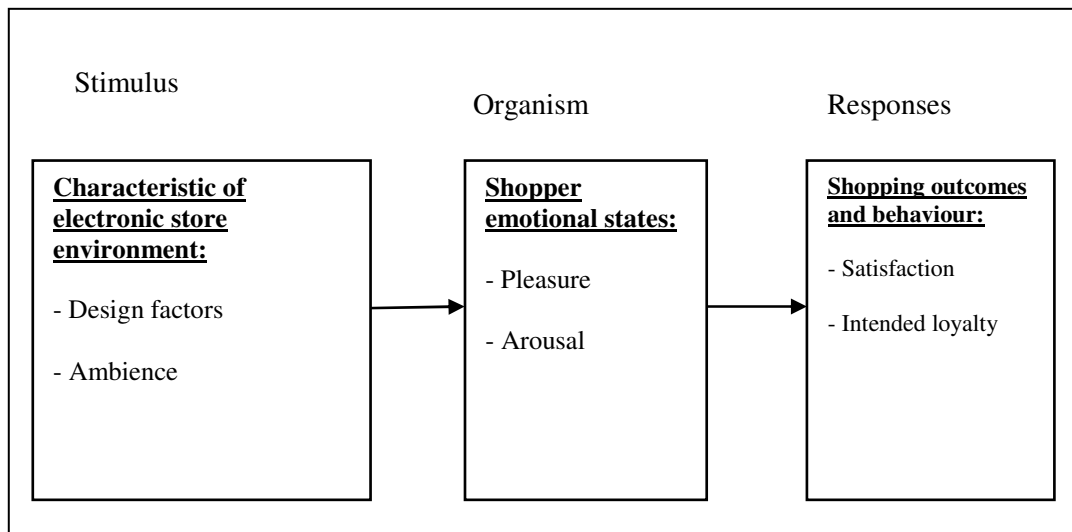 Stimulus
Organism
Responses
Characteristic of
electronic store
environment:
- Design factors
- Ambience
Shopper
emotional states:
- Pleasure
- Arousal
Shopping outcomes
and behaviour:
- Satisfaction
- Intended loyalty